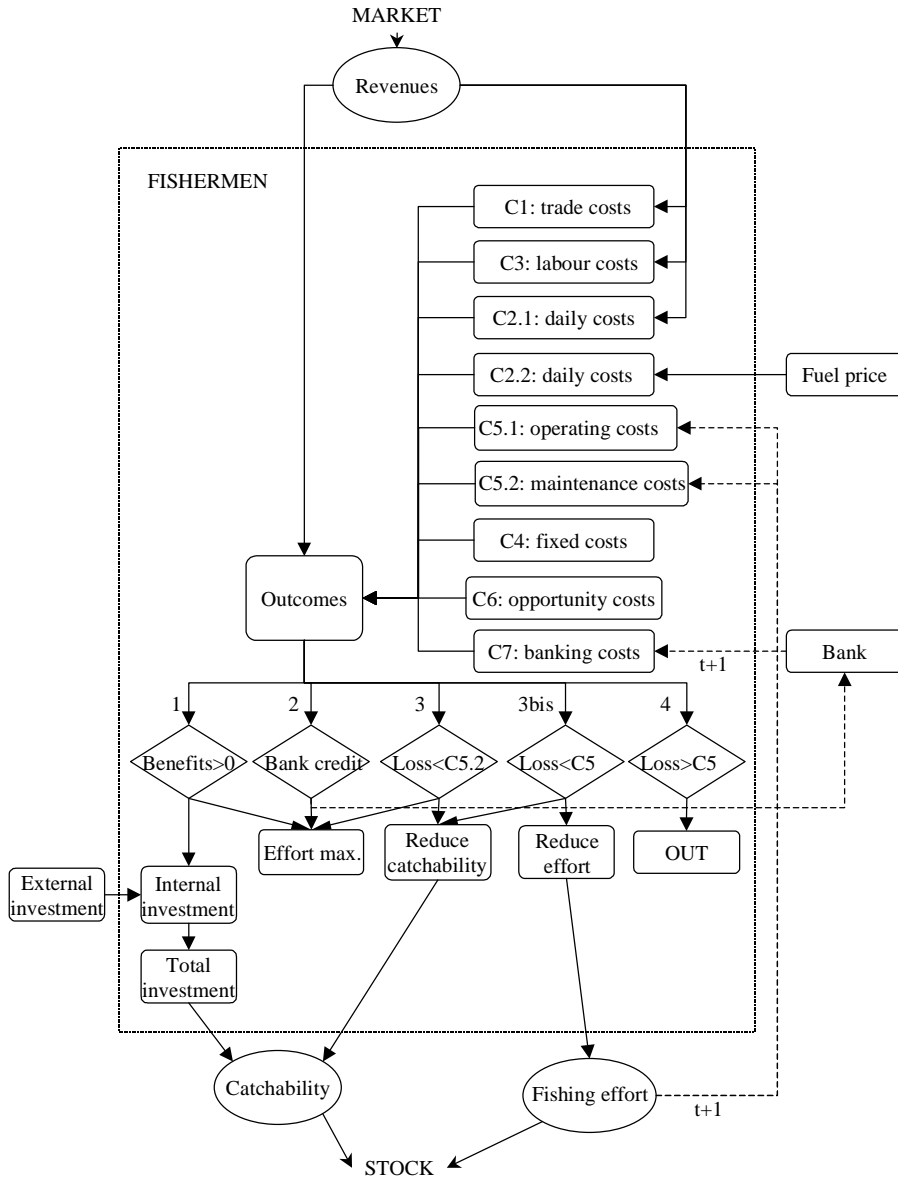 MARKET
Revenues
FISHERMEN
C1: trade costs
C3: labour costs
C2.1: daily costs
C2.2: daily costs
Fuel price
C5.1: operating costs
C5.2: maintenance costs
C4: fixed costs
Outcomes
C6: opportunity costs
C7: banking costs
t+1
Bank
1
2
3
3bis
4
Benefits>0
Bank credit
Loss<C5.2
Loss<C5
Loss>C5
Effort max.
Reduce
catchability
Reduce
effort
OUT
External
investment
Internal
investment
Total
investment
Catchability
Fishing effort
t+1
STOCK